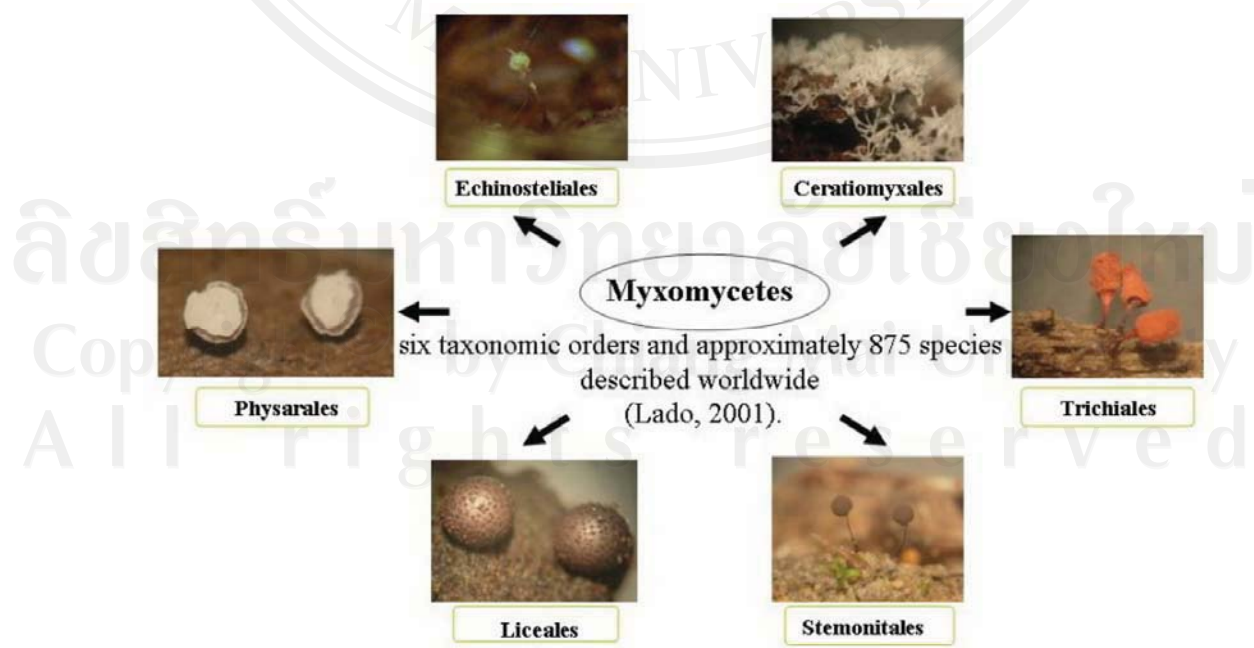 Echinosteliales
Ceratiomyxales
Myxomycetes
six taxonomic orders and approximately 875 species
described worldwide
(Lado, 2001).
Physarales
Trichiales
Liceales
Stemonitales
ลิขสิทธิ์มหาวิทยาลัยเชียงใหม่
Copyright by Chiang Mai University
All rights reserved